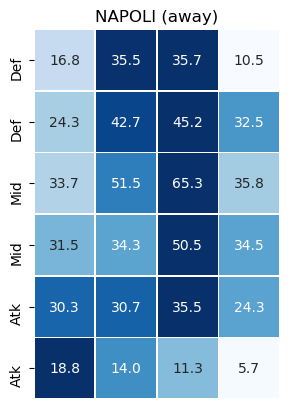 NAPOLI (away)
Def 16.8 35.5 35.7 10.5
Def 24.3 42.7 45.2 32.5
Mid 33.7 51.5 65.3 35.8
Mid 31.5 34.3 50.5 34.5
Atk 30.3 30.7 35.5 24.3
Atk 18.8 14.0 11.3 5.7